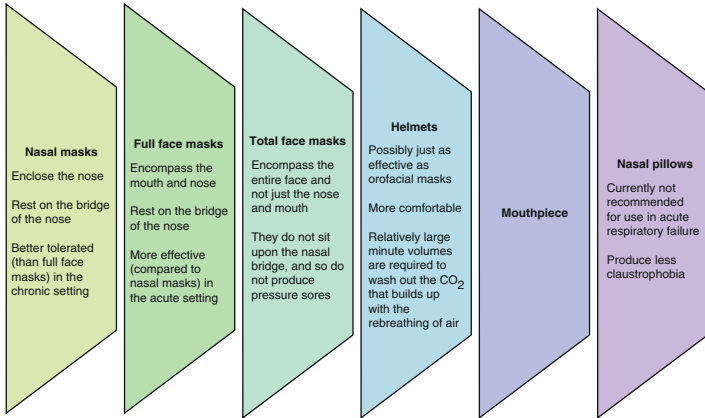 Nasal masks
Enclose the nose
Rest on the bridge
of the nose
Better tolerated
(than full face
masks) in the
chronic setting
Full face masks
Encompass the
mouth and nose
Rest on the bridge
of the nose
More effective
(compared to
nasal masks) in
the acute setting
Total face masks
Encompass the
entire face and
not just the nose
and mouth
They do not sit
upon the nasal
bridge, and so do
not produce
pressure sores
Helmets
Possibly just as
effective as
orofacial masks
More comfortable
Relatively large
minute volumes
are required to
wash out the CO2
that builds up
with the
rebreathing of air
Mouthpiece
Nasal pillows
Currently not
recommended
for use in acute
respiratory failure
Produce less
claustrophobia